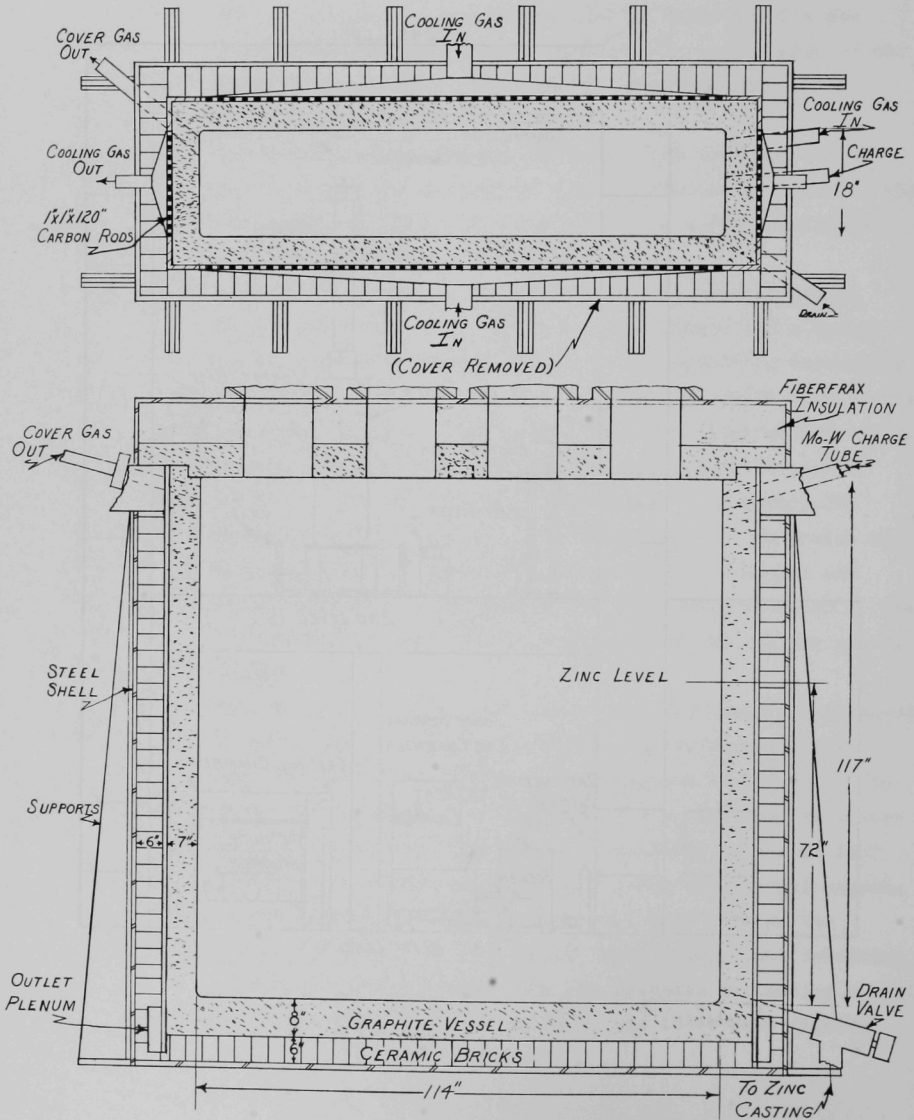 COOLING GAS
IN
COVER GAS
OUT
COOLING GAS
IN
CHARGE
COOLING GAS
OUT
18"
1"x1"x120"
CARBON RODS
DRAIN
COOLING GAS
IN
(COVER REMOVED)
FIBERFRAX
INSULATION
COVER GAS
OUT
MO-W CHARGE
TUBE
STEEL
SHELL
ZINC LEVEL
117"
SUPPORTS
6"
7"
72"
OUTLET
PLENUM
DRAIN
VALVE
8"
GRAPHITE VESSEL
6"
CERAMIC BRICKS
114"
TO ZINC
CASTING